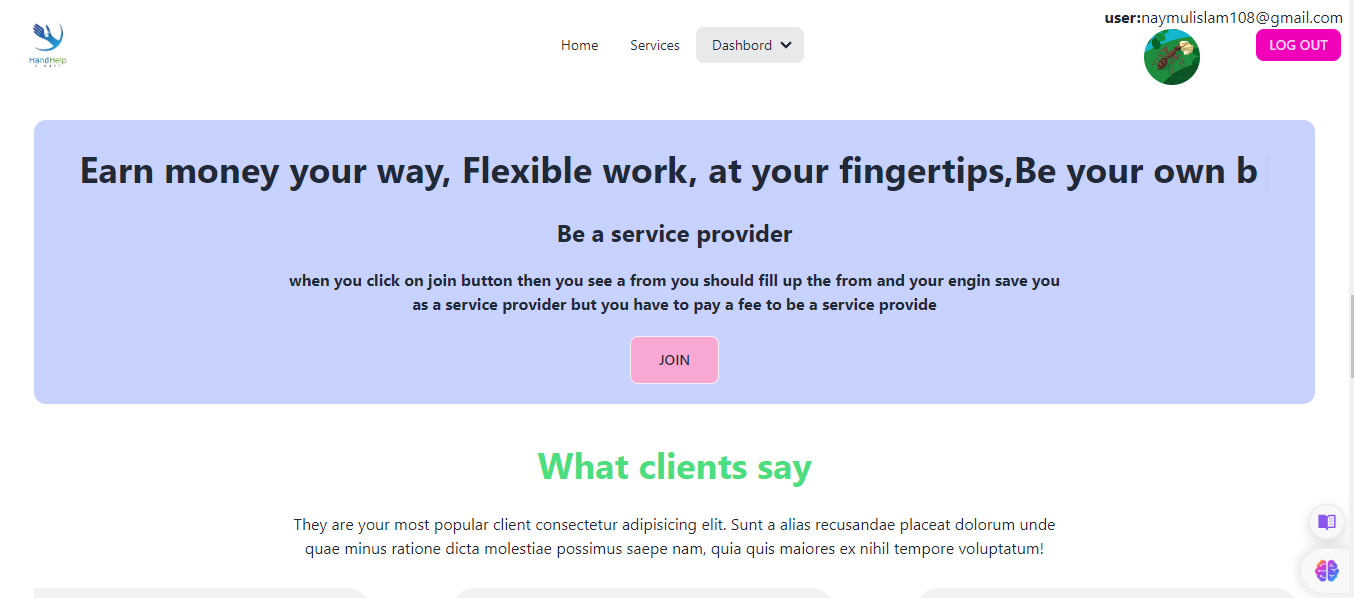 user:naymulislam108@gmail.com
HandHelp
Home
Services
Dashbord
LOG OUT
Earn money your way, Flexible work, at your fingertips,Be your own b
Be a service provider
when you click on join button then you see a from you should fill up the from and your engin save you
as a service provider but you have to pay a fee to be a service provide
JOIN
What clients say
They are your most popular client consectetur adipisicing elit. Sunt a alias recusandae placeat dolorum unde
quae minus ratione dicta molestiae possimus saepe nam, quia quis maiores ex nihil tempore voluptatum!